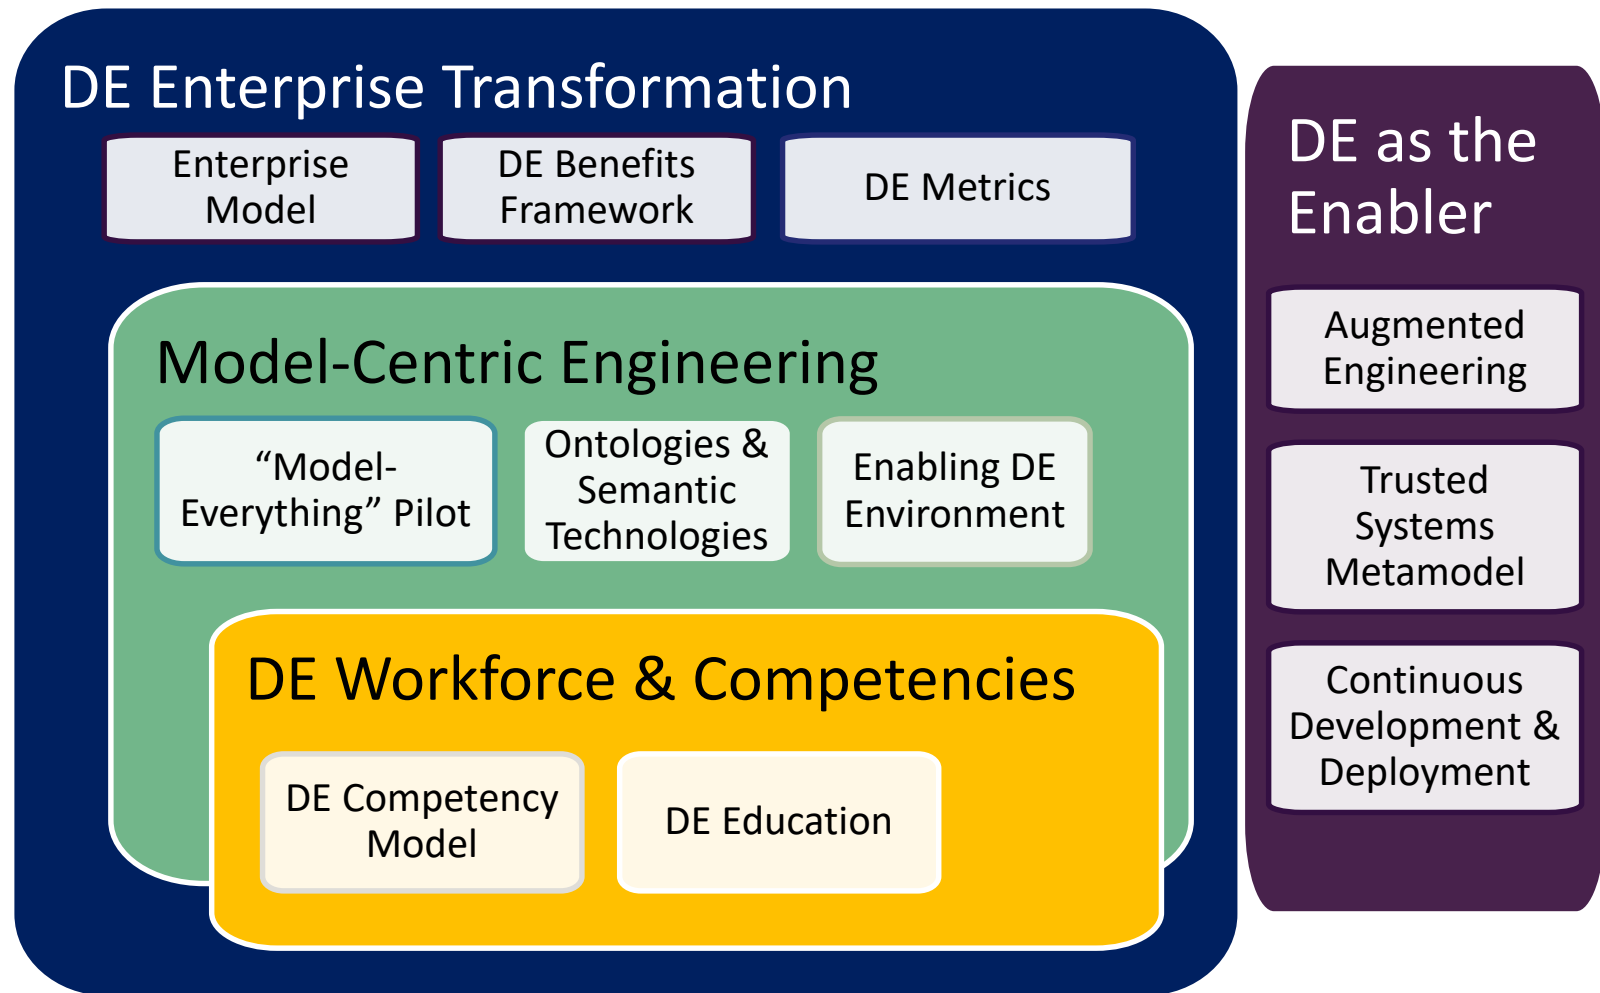 DE Enterprise Transformation
Enterprise
Model
DE Benefits
Framework
DE Metrics
Model-Centric Engineering
“Model-
Everything” Pilot
Ontologies &
Semantic
Technologies
Enabling DE
Environment
DE Workforce & Competencies
DE Competency
Model
DE Education
DE as the
Enabler
Augmented
Engineering
Trusted
Systems
Metamodel
Continuous
Development &
Deployment